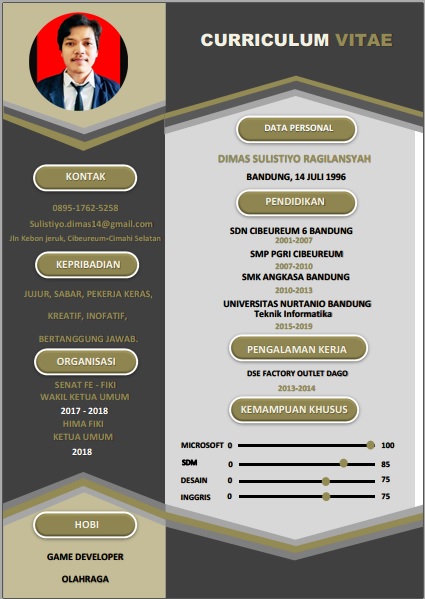 CURRICULUM VITAE
KONTAK
0895-1762-5258
Sulistiyo.dimas14@gmail.com
Jln Kebon jeruk, Cibeureum-Cimahi Selatan
KEPRIBADIAN
JUJUR, SABAR, PEKERJA KERAS,
KREATIF, INOFATIF,
BERTANGGUNG JAWAB.
ORGANISASI
SENAT FE - FIKI
WAKIL KETUA UMUM
2017 - 2018
HIMA FIKI
KETUA UMUM
2018
HOBI
GAME DEVELOPER
OLAHRAGA
DATA PERSONAL
DIMAS SULISTIYO RAGILANSYAH
BANDUNG, 14 JULI 1996
PENDIDIKAN
SDN CIBEUREUM 6 BANDUNG
2001-2007
SMP PGRI CIBEUREUM
2007-2010
SMK ANGKASA BANDUNG
2010-2013
UNIVERSITAS NURTANIO BANDUNG
Teknik Informatika
2015-2019
PENGALAMAN KERJA
DSE FACTORY OUTLET DAGO
2013-2014
KEMAMPUAN KHUSUS
MICROSOFT 0 100
SDM 0 85
DESAIN 0 75
INGGRIS 0 75